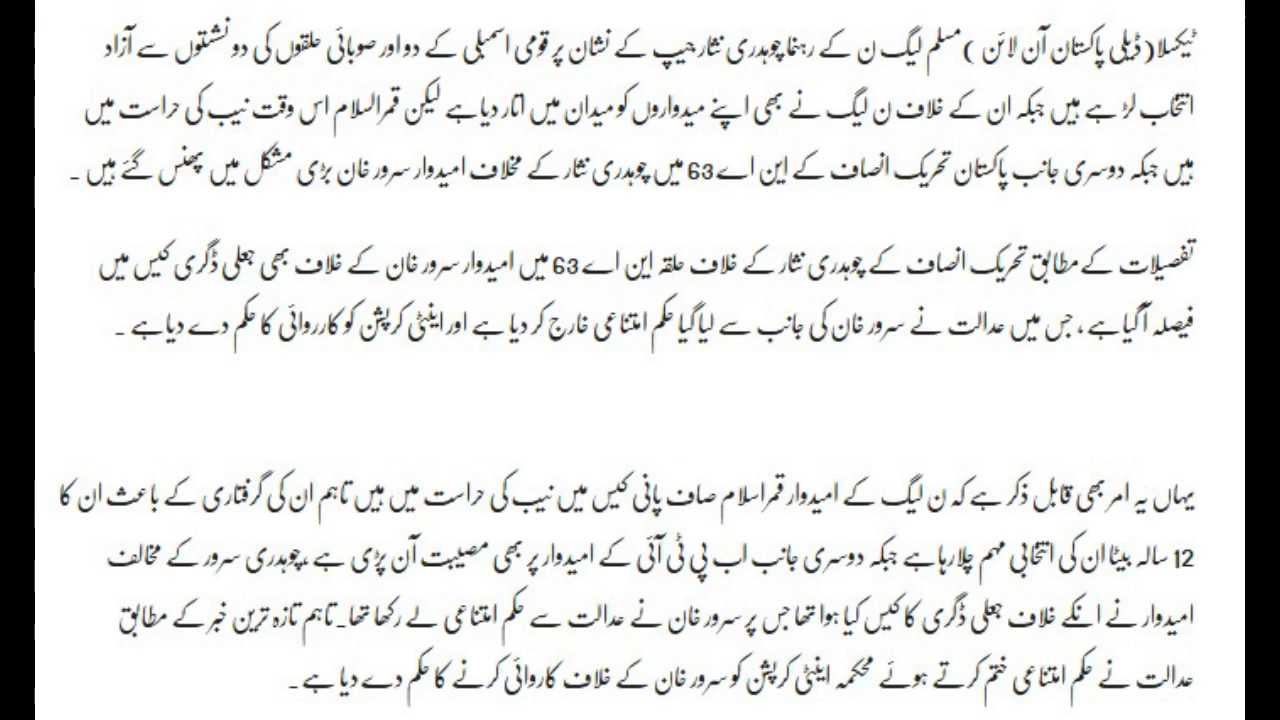 ٹیکسلا(ڈیلی پاکستان آن لائن )مسلم لیگ ن کے رہنما چوہدری نثار جیپ کے نشان پر قومی اسمبلی کے دو اور صوبائی حلقوں کی دو نشستوں سے آزاد
انتخاب لڑ ہے ہیں جبکہ ان کے خلاف ن لیگ نے بھی اپنے میدواروں کو میدان میں اتار دیاہے لیکن قمر السلام اس وقت نیب کی حراست میں
ہیں جبکہ دوسری جانب پاکستان تحریک انصاف کے این اے 63 میں چوہدری نثار کے مخلاف امیدوار سرور خان بڑی مشکل میں پھنس گئے ہیں ۔
تفصیلات کے مطابق تحریک انصاف کے چوہدری نثار کے خلاف حلقہ این اے 63 میں امیدوار سرور خان کے خلاف بھی جعلی ڈگری کیس میں
فیصلہ آ گیاہے ، جس میں عدالت نے سرور خان کی جانب سے لیا گیا حکم امتناعی خارج کر دیا ہے اور اینٹی کرپشن کو کارروائی کا حکم دے دیاہے ۔
یہاں یہ امر بھی قابل ذکر ہے کہ ن لیگ کے امیدوار قمر اسلام صاف پانی کیس میں نیب کی حراست میں ہیں تاہم ان کی گرفتاری کے باعث ان کا
12 سالہ بیٹا ان کی انتخابی مہم چلا رہاہے جبکہ دوسری جانب اب پی ٹی آئی کے امیدوار پر بھی مصیبت آن پڑی ہے ،چوہدری سرور کے مخالف
امیدوار نے انکے خلاف جعلی ڈگری کا کیس کیا ہوا تھا جس پر سرور خان نے عدالت سے حکم امتناعی لے رکھا تھا۔تاہم تازہ ترین خبر کے مطابق
عدالت نے حکم امتناعی ختم کرتے ہوئے محکمہ اینٹی کرپشن کو سرور خان کے خلاف کاروائی کرنے کا حکم دے دیا ہے۔